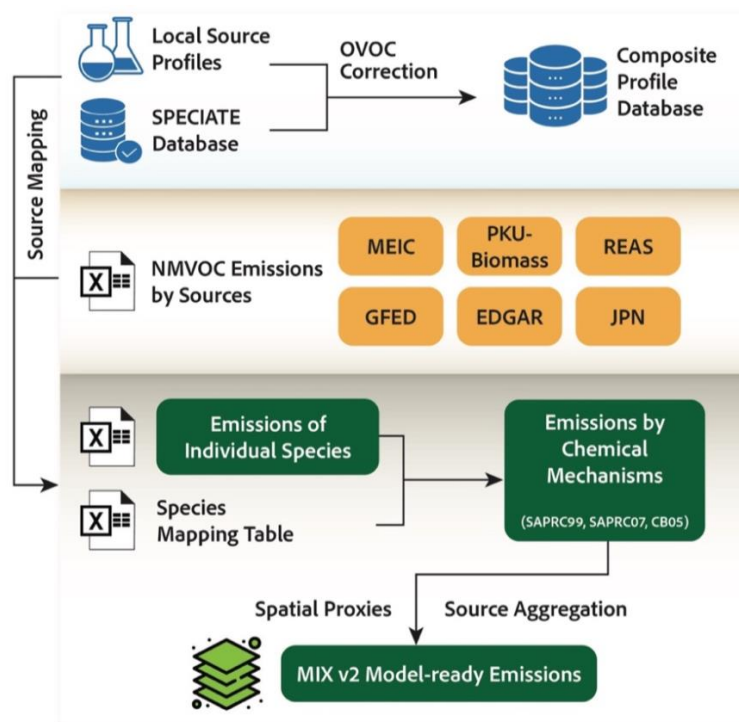 Local Source
Profiles
OVOC
Correction
Composite
Profile
Database
SPECIATE
Database
Source Mapping
NMVOC Emissions
by Sources
MEIC
PKU-
Biomass
REAS
GFED
EDGAR
JPN
Emissions of
Individual Species
Species
Mapping Table
Emissions by
Chemical
Mechanisms
(SAPRC99, SAPRC07, CB05)
Spatial Proxies
Source Aggregation
MIX v2 Model-ready Emissions
X
X
X